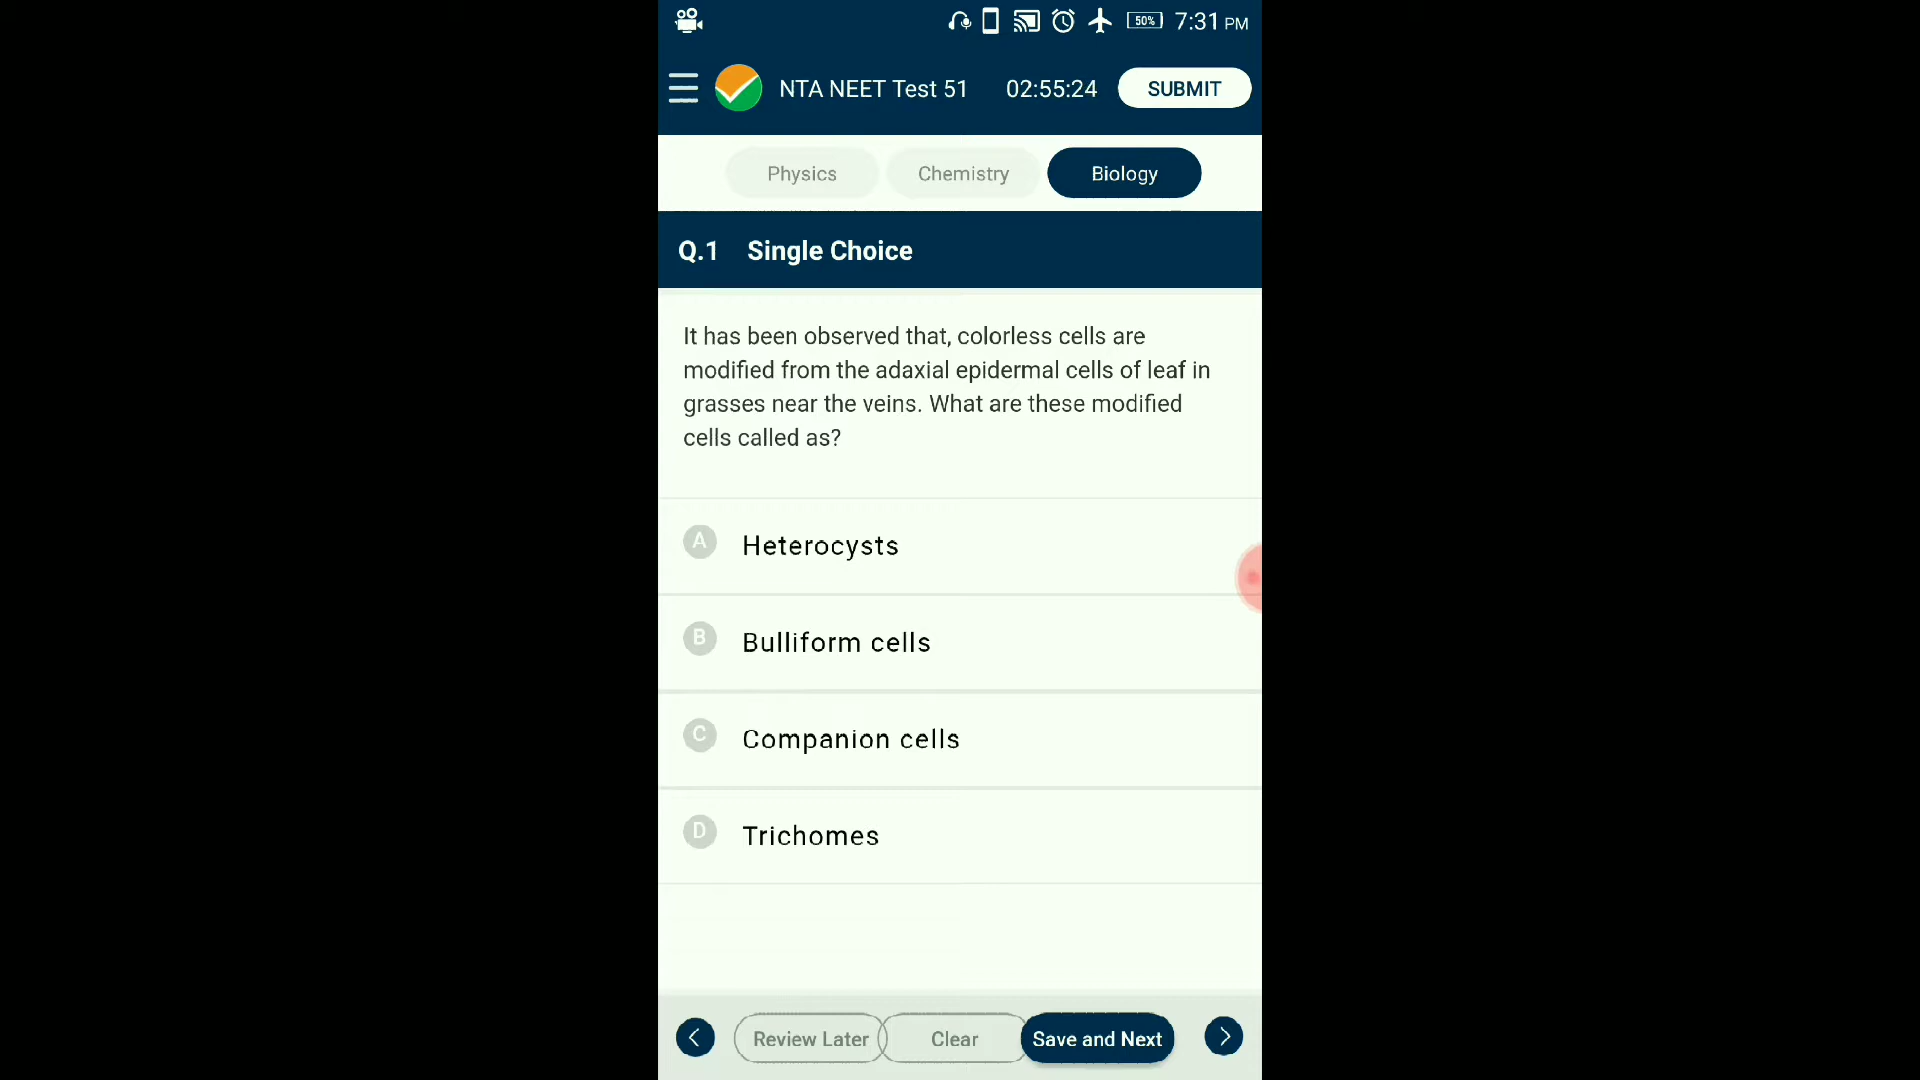 50% 7:31 PM
NTA NEET Test 51 02:55:24 SUBMIT
Physics Chemistry Biology
Q.1 Single Choice
It has been observed that, colorless cells are
modified from the adaxial epidermal cells of leaf in
grasses near the veins. What are these modified
cells called as?
A Heterocysts
B Bulliform cells
C Companion cells
D Trichomes
Review Later Clear Save and Next